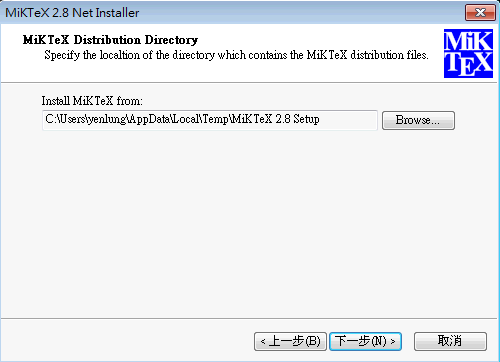 MiKTeX 2.8 Net Installer
MiKTeX Distribution Directory
Specify the localtion of the directory which contains the MiKTeX distribution files.
MiK
TEX
Install MiKTeX from:
C:\Users\yenlung\AppData\Local\Temp\MiKTeX 2.8 Setup
Browse...
< 上一步(B)
下一步(N) >
取消